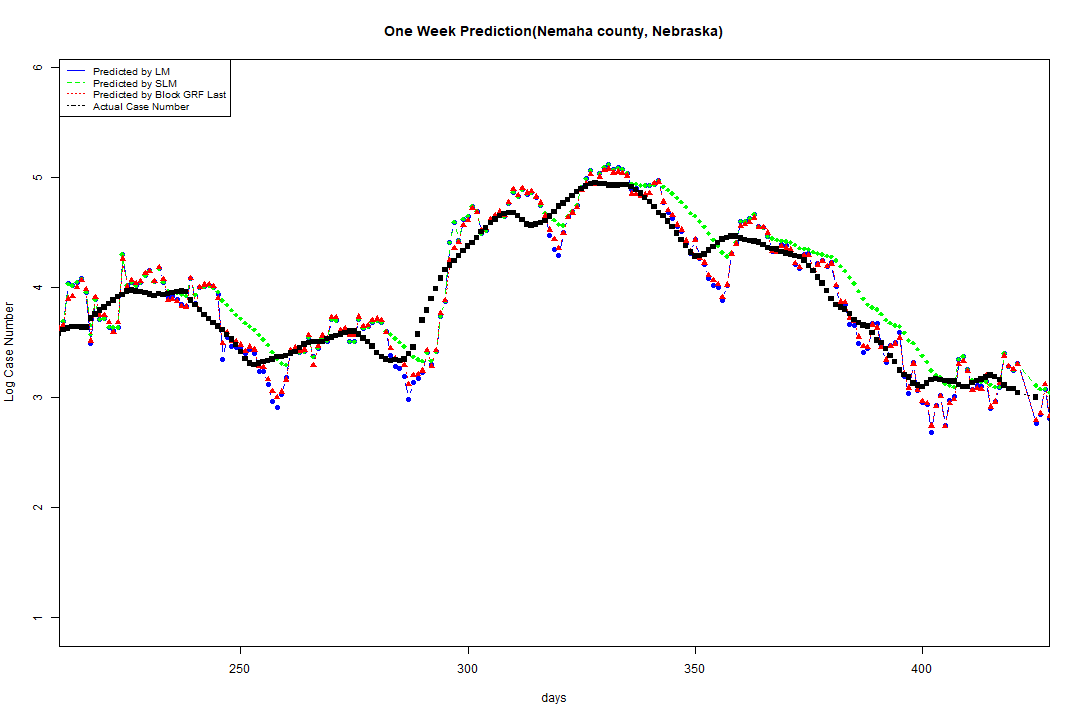 One Week Prediction(Nemaha county, Nebraska)
Predicted by LM
Predicted by SLM
Predicted by Block GRF Last
Actual Case Number
6
5
4
3
2
1
Log Case Number
250
300
350
400
days